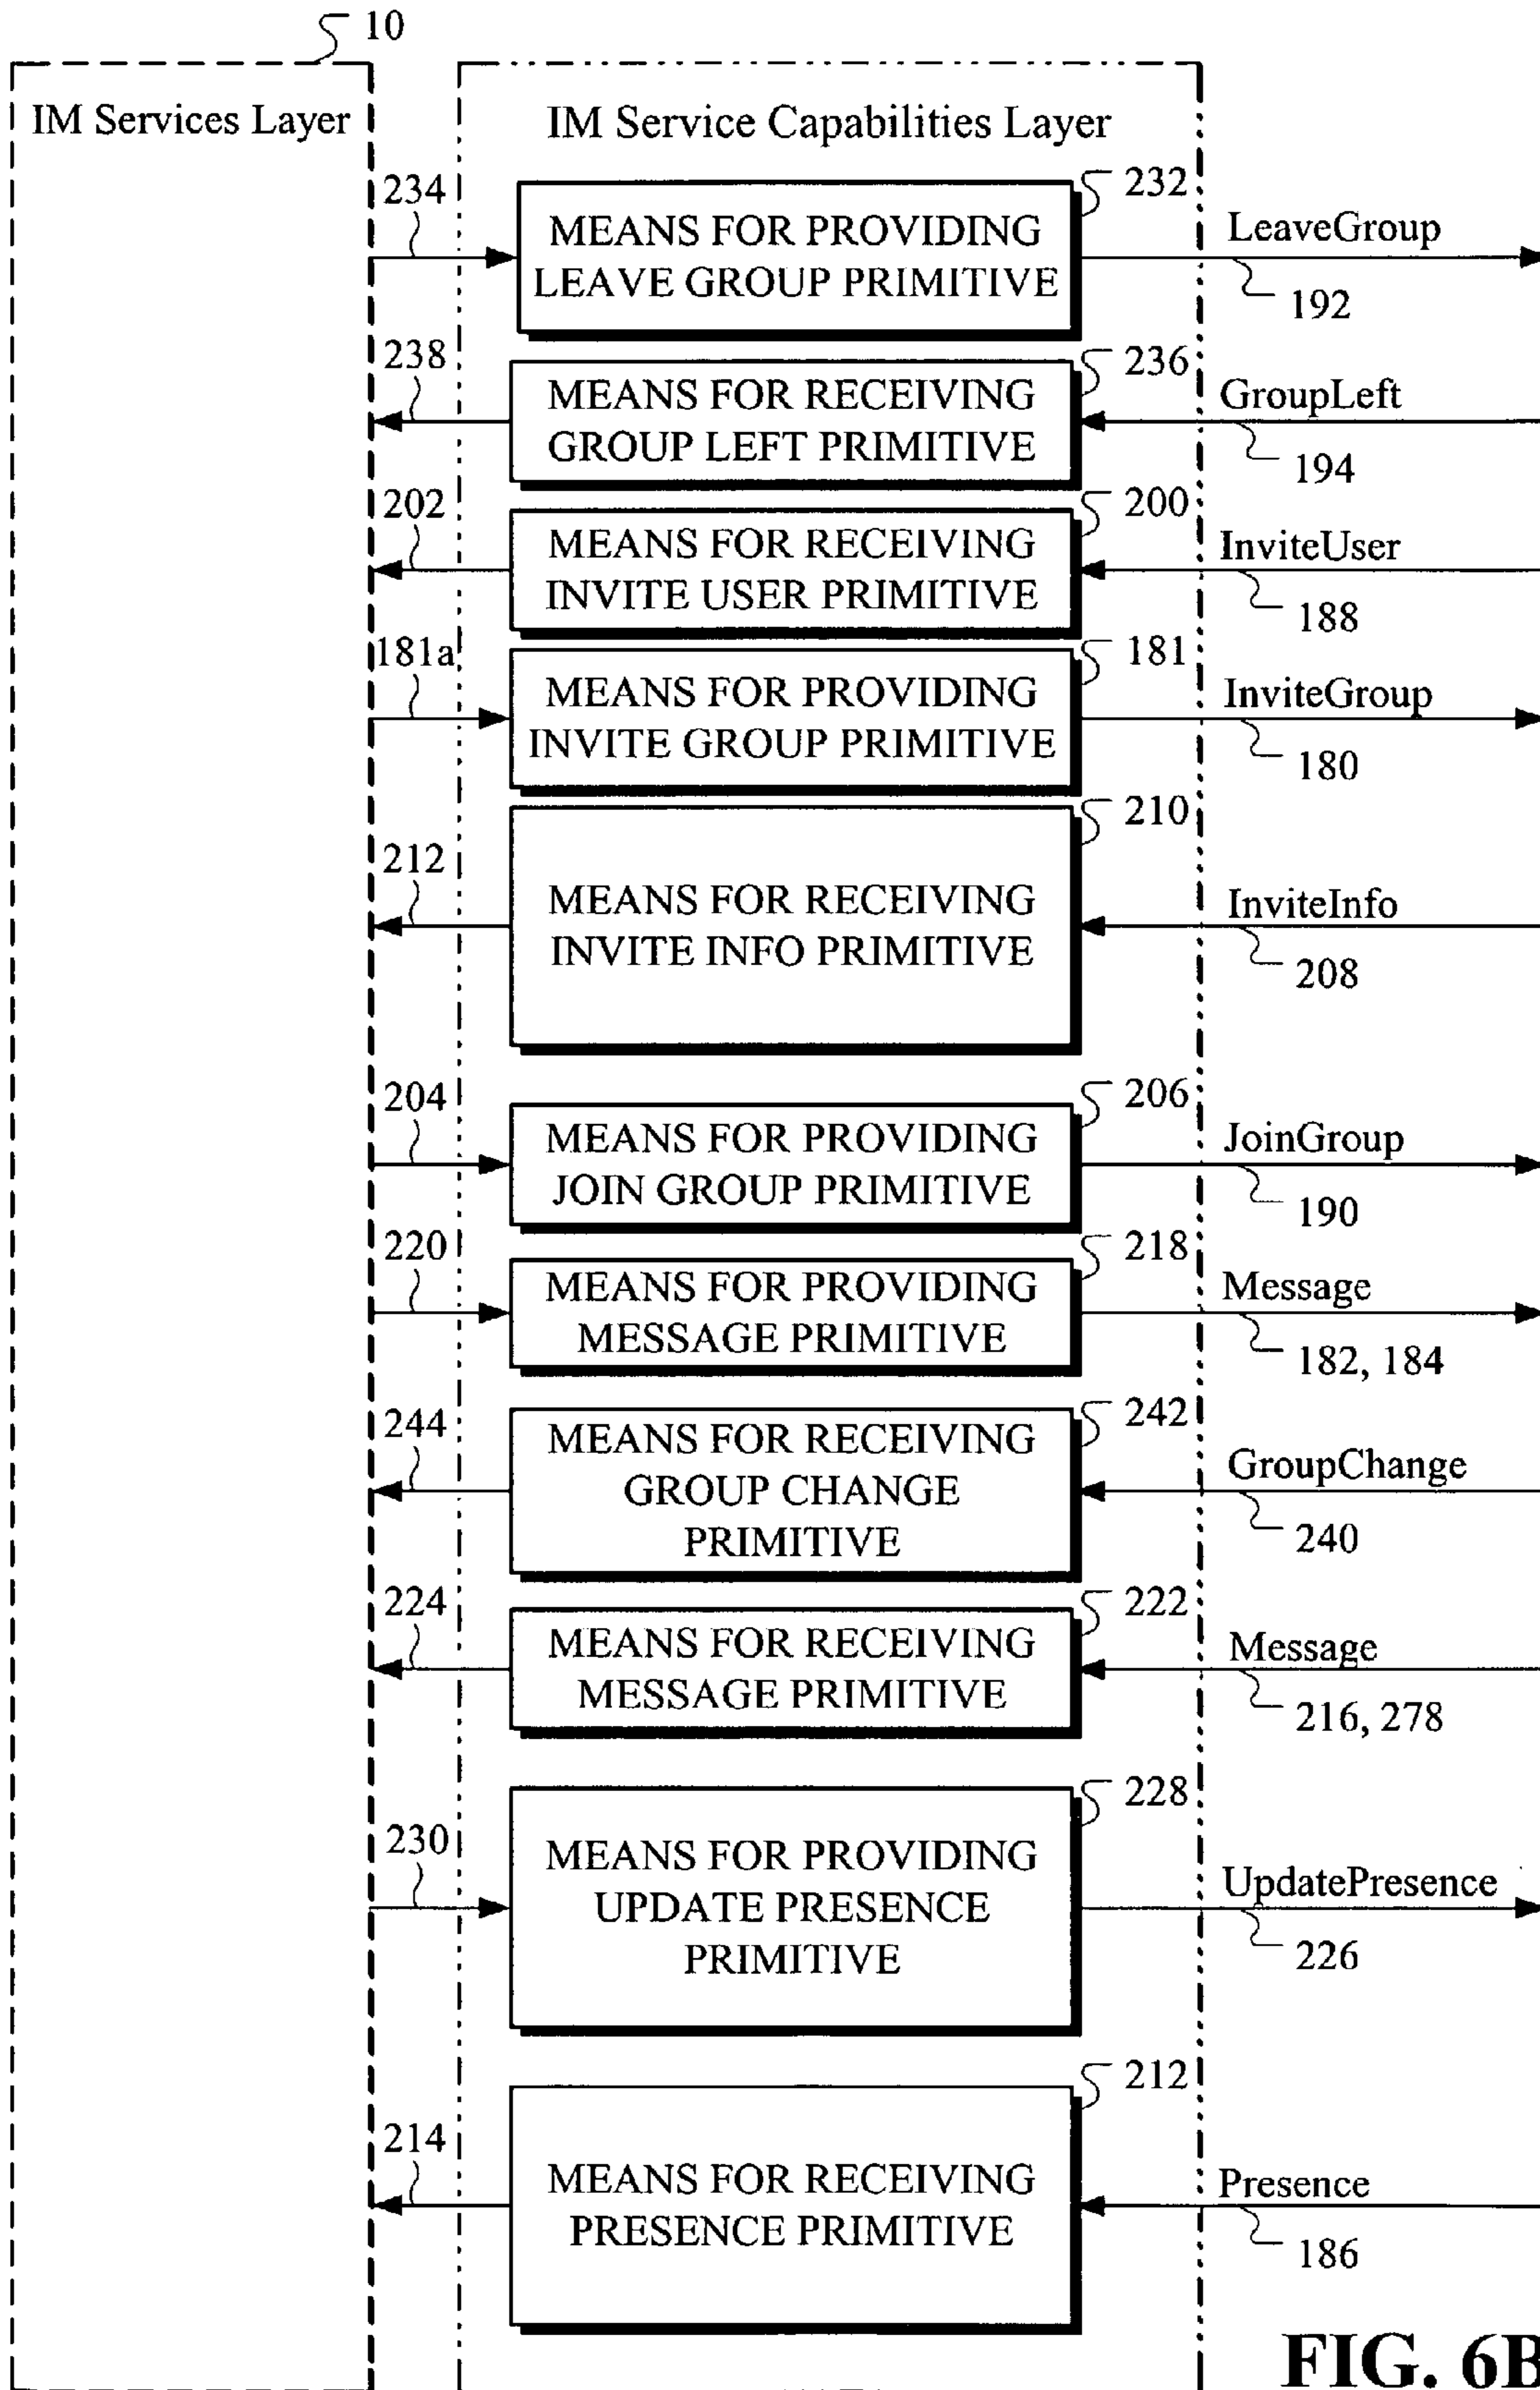 10
IM Services Layer
IM Service Capabilities Layer
234
232
MEANS FOR PROVIDING
LEAVE GROUP PRIMITIVE
LeaveGroup
192
238
236
MEANS FOR RECEIVING
GROUP LEFT PRIMITIVE
GroupLeft
194
202
200
MEANS FOR RECEIVING
INVITE USER PRIMITIVE
InviteUser
188
181a
181
MEANS FOR PROVIDING
INVITE GROUP PRIMITIVE
InviteGroup
180
212
210
MEANS FOR RECEIVING
INVITE INFO PRIMITIVE
InviteInfo
208
204
206
MEANS FOR PROVIDING
JOIN GROUP PRIMITIVE
JoinGroup
190
220
218
MEANS FOR PROVIDING
MESSAGE PRIMITIVE
Message
182, 184
244
242
MEANS FOR RECEIVING
GROUP CHANGE
PRIMITIVE
GroupChange
240
224
222
MEANS FOR RECEIVING
MESSAGE PRIMITIVE
Message
216, 278
230
228
MEANS FOR PROVIDING
UPDATE PRESENCE
PRIMITIVE
UpdatePresence
226
214
212
MEANS FOR RECEIVING
PRESENCE PRIMITIVE
Presence
186
FIG. 6B